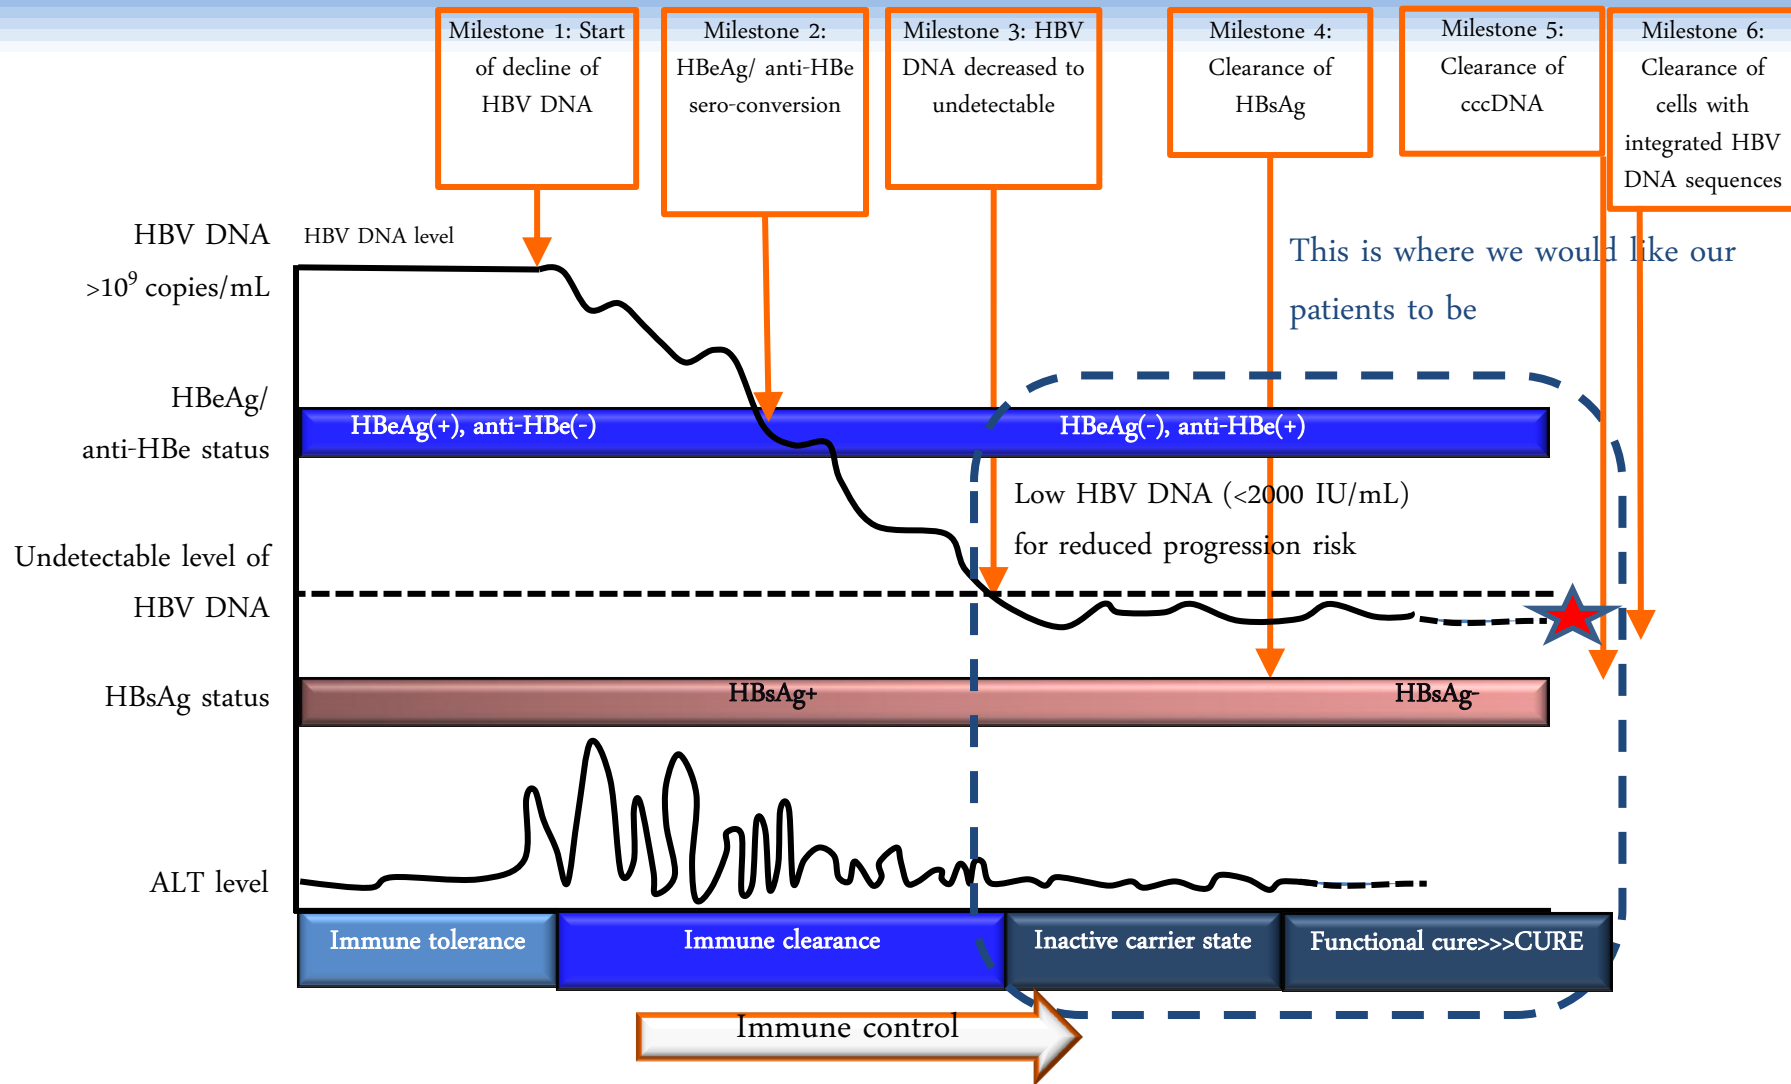 Milestone 1: Start
of decline of
HBV DNA
Milestone 2:
HBeAg/ anti-HBe
sero-conversion
Milestone 3: HBV
DNA decreased to
undetectable
Milestone 4:
Clearance of
HBsAg
Milestone 5:
Clearance of
cccDNA
Milestone 6:
Clearance of
cells with
integrated HBV
DNA sequences
HBV DNA
>10⁹ copies/mL
HBV DNA level
This is where we would like our
patients to be
HBeAg/
anti-HBe status
HBeAg(+), anti-HBe(-)
HBeAg(-), anti-HBe(+)
Low HBV DNA (<2000 IU/mL)
for reduced progression risk
Undetectable level of
HBV DNA
HBsAg status
HBsAg+
HBsAg-
ALT level
Immune tolerance
Immune clearance
Inactive carrier state
Functional cure>>>CURE
Immune control